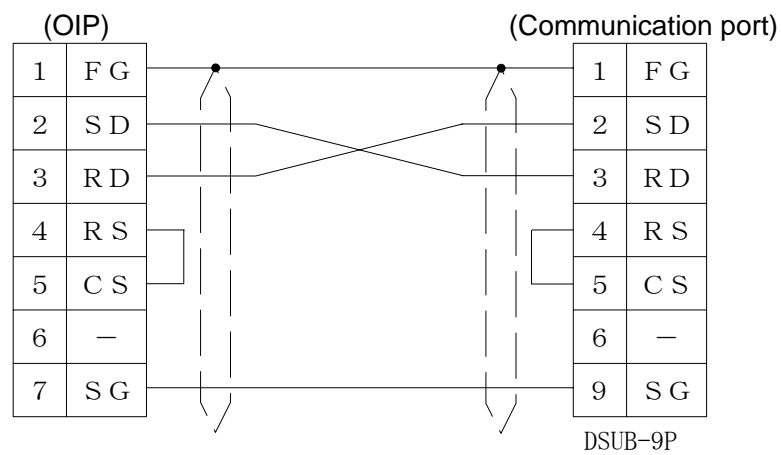 (OIP) (Communication port)
1 FG 1 FG
2 SD 2 SD
3 RD 3 RD
4 RS 4 RS
5 CS 5 CS
6 − 6 −
7 SG 9 SG
DSUB-9P